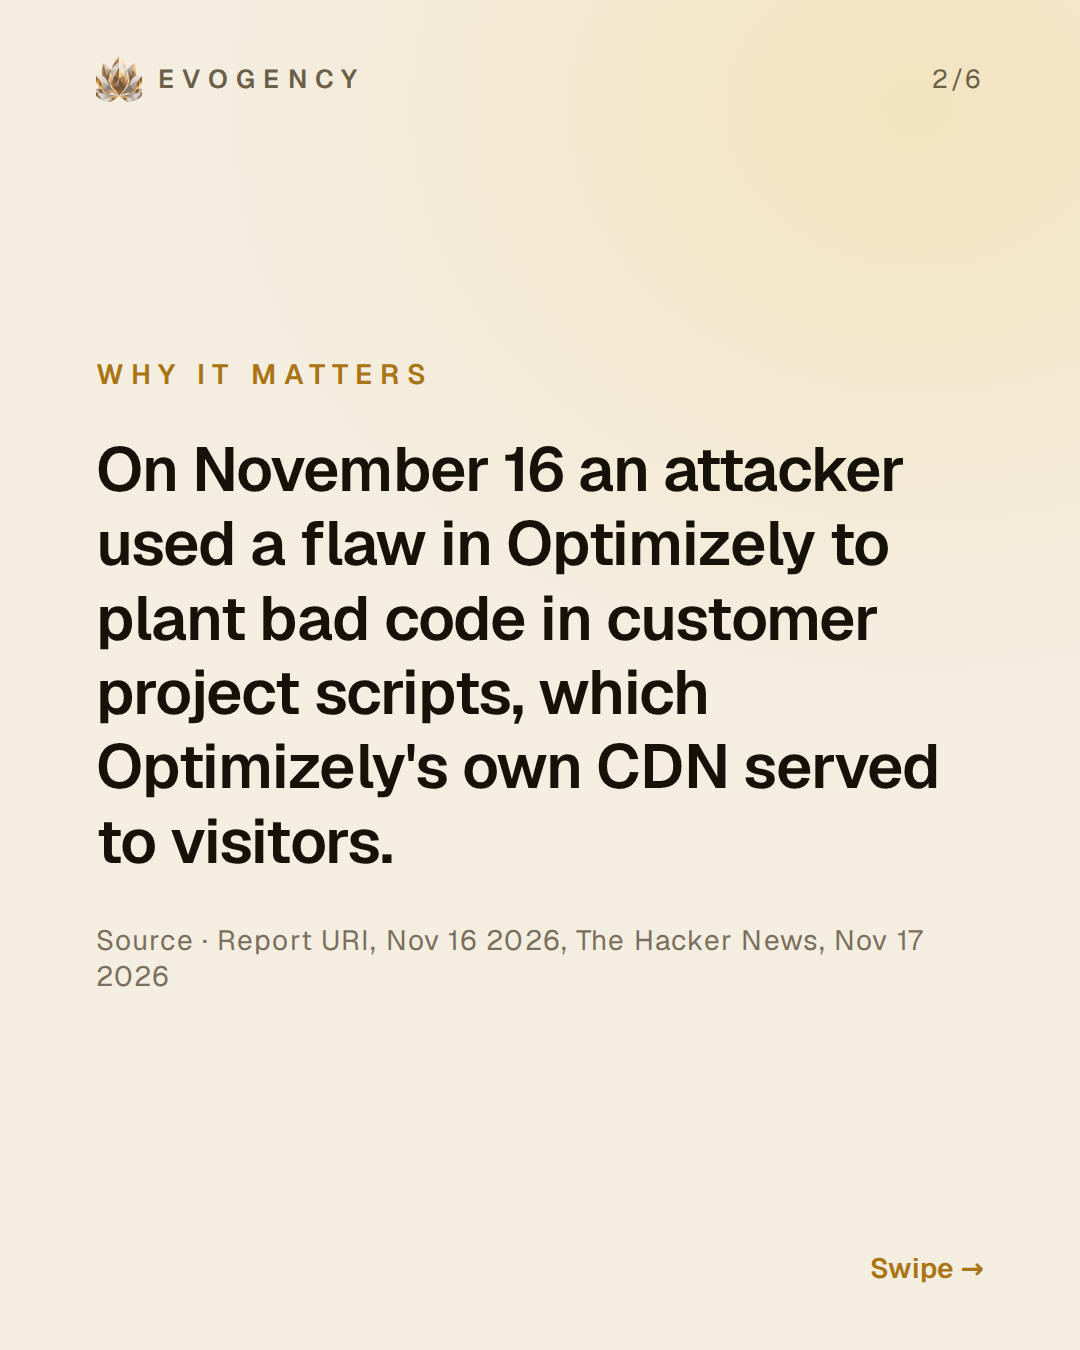 EVOGENCY
2/6
WHY IT MATTERS
On November 16 an attacker
used a flaw in Optimizely to
plant bad code in customer
project scripts, which
Optimizely's own CDN served
to visitors.
Source · Report URI, Nov 16 2026, The Hacker News, Nov 17
2026
Swipe →